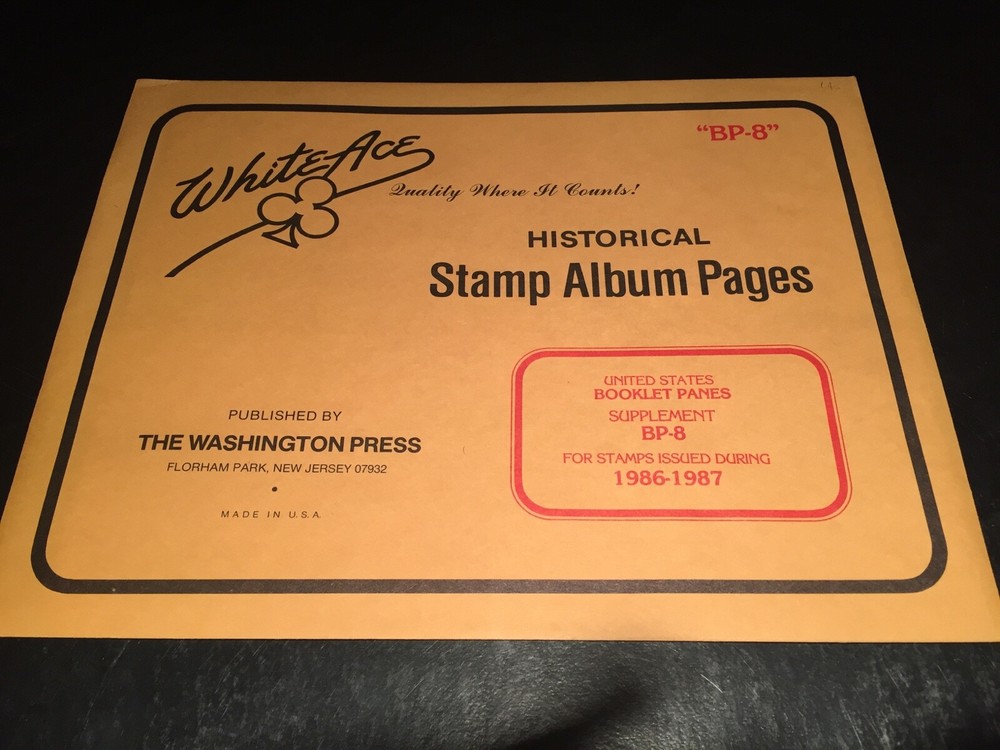 "BP-8"
White Ace
Quality Where It Counts!
HISTORICAL
Stamp Album Pages
UNITED STATES
BOOKLET PANES
SUPPLEMENT
BP-8
FOR STAMPS ISSUED DURING
1986-1987
PUBLISHED BY
THE WASHINGTON PRESS
FLORHAM PARK, NEW JERSEY 07932
•
MADE IN U.S.A.